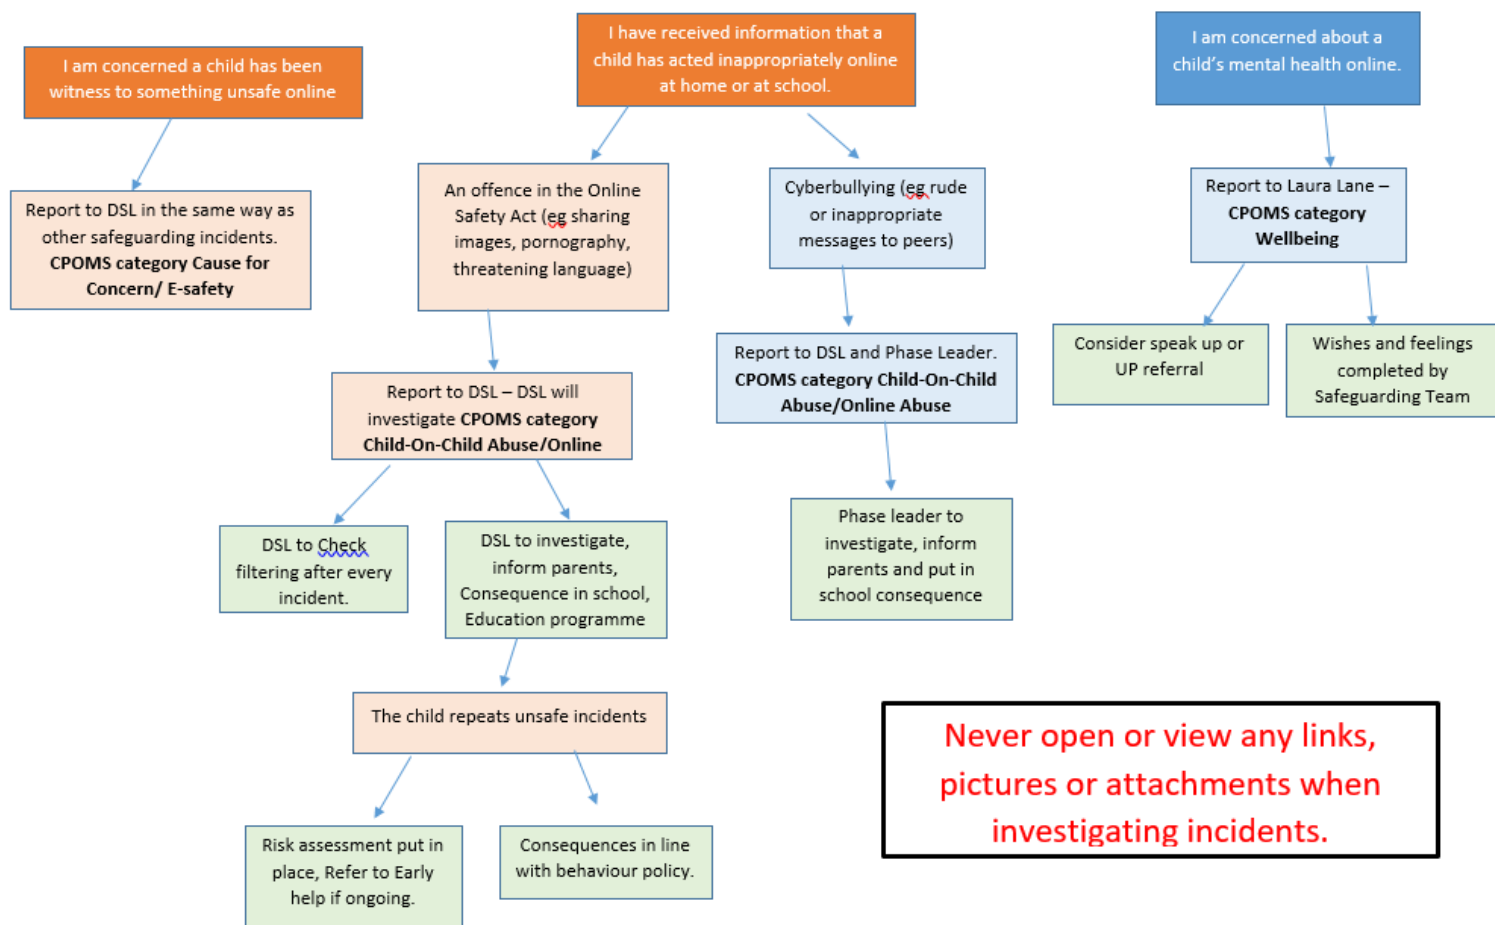 I am concerned a child has been
witness to something unsafe online
Report to DSL in the same way as
other safeguarding incidents.
CPOMS category Cause for
Concern/ E-safety
I have received information that a
child has acted inappropriately online
at home or at school.
An offence in the Online
Safety Act (eg sharing
images, pornography,
threatening language)
Report to DSL – DSL will
investigate CPOMS category
Child-On-Child Abuse/Online
DSL to Check
filtering after every
incident.
DSL to investigate,
inform parents,
Consequence in school,
Education programme
The child repeats unsafe incidents
Risk assessment put in
place, Refer to Early
help if ongoing.
Consequences in line
with behaviour policy.
Cyberbullying (eg rude
or inappropriate
messages to peers)
Report to DSL and Phase Leader.
CPOMS category Child-On-Child
Abuse/Online Abuse
Phase leader to
investigate, inform
parents and put in
school consequence
I am concerned about a
child’s mental health online.
Report to Laura Lane –
CPOMS category
Wellbeing
Consider speak up or
UP referral
Wishes and feelings
completed by
Safeguarding Team
Never open or view any links,
pictures or attachments when
investigating incidents.